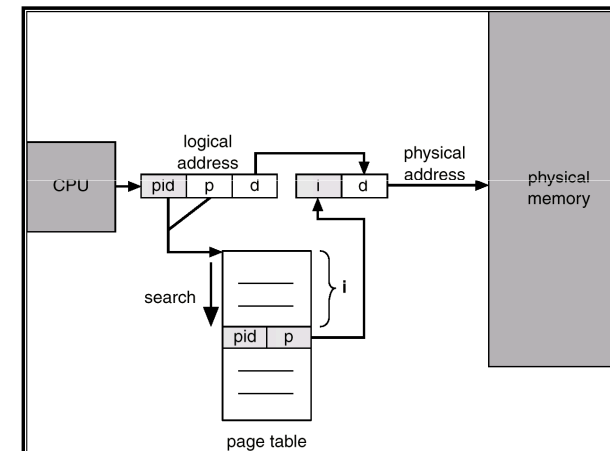 logical
address
physical
address
CPU
pid p d
i d
physical
memory
search
i
pid p
page table